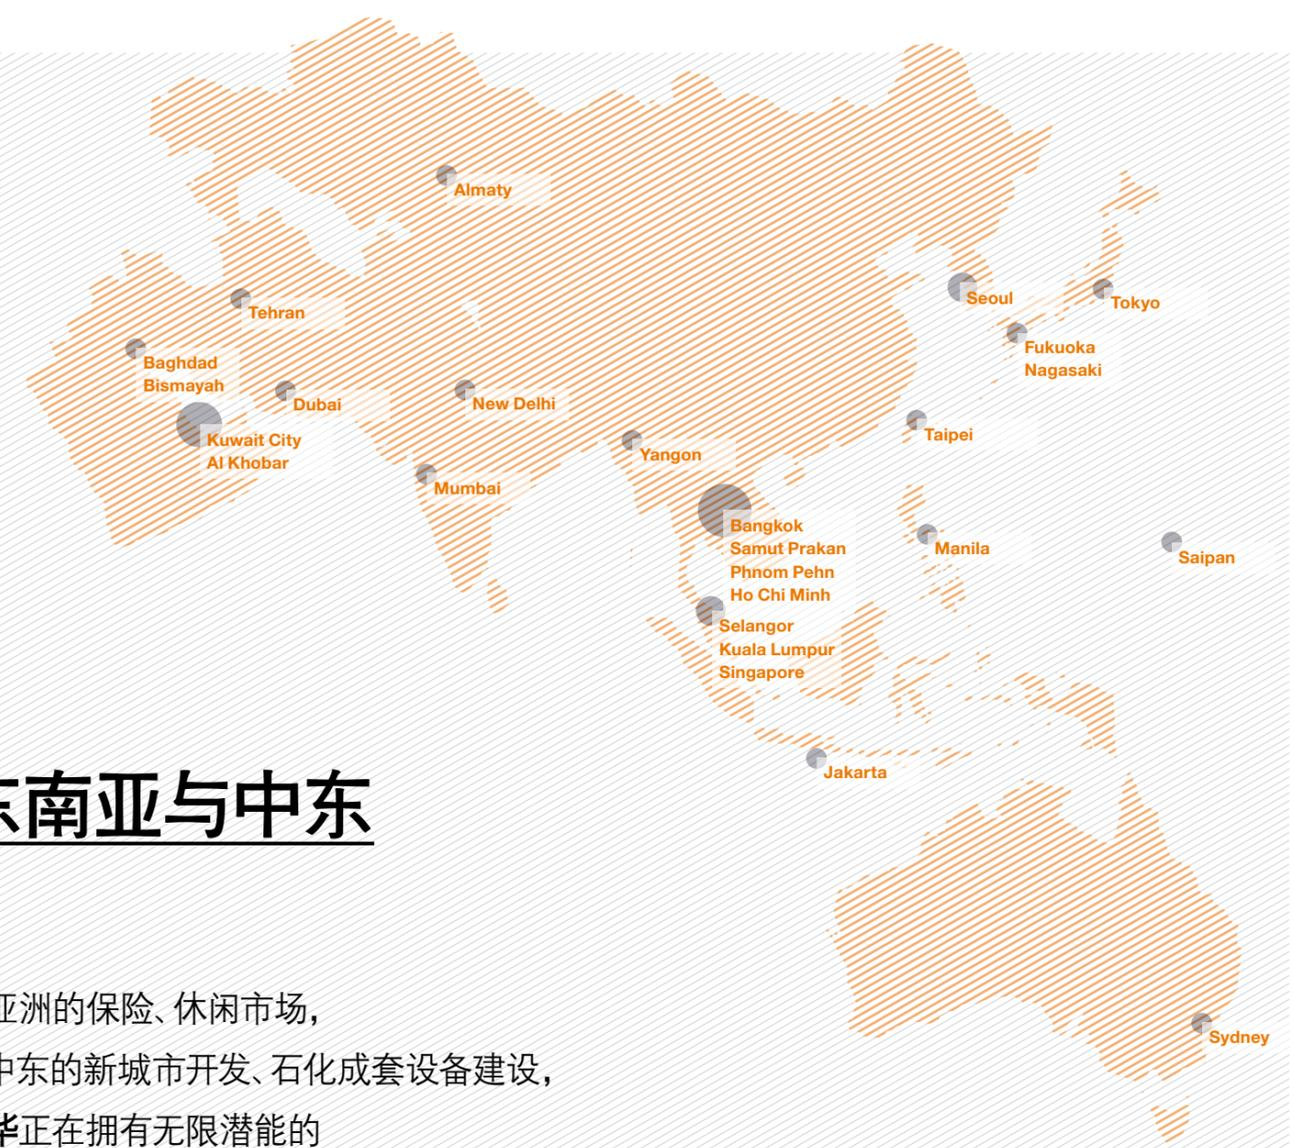 Almaty
Tehran
Baghdad
Bismayah
Dubai
Kuwait City
Al Khobar
New Delhi
Mumbai
Yangon
Seoul
Tokyo
Fukuoka
Nagasaki
Taipei
Bangkok
Samut Prakan
Phnom Pehn
Ho Chi Minh
Manila
Saipan
Selangor
Kuala Lumpur
Singapore
Jakarta
Sydney
东南亚与中东
亚洲的保险、休闲市场，
中东的新城市开发、石化成套设备建设，
华正在拥有无限潜能的